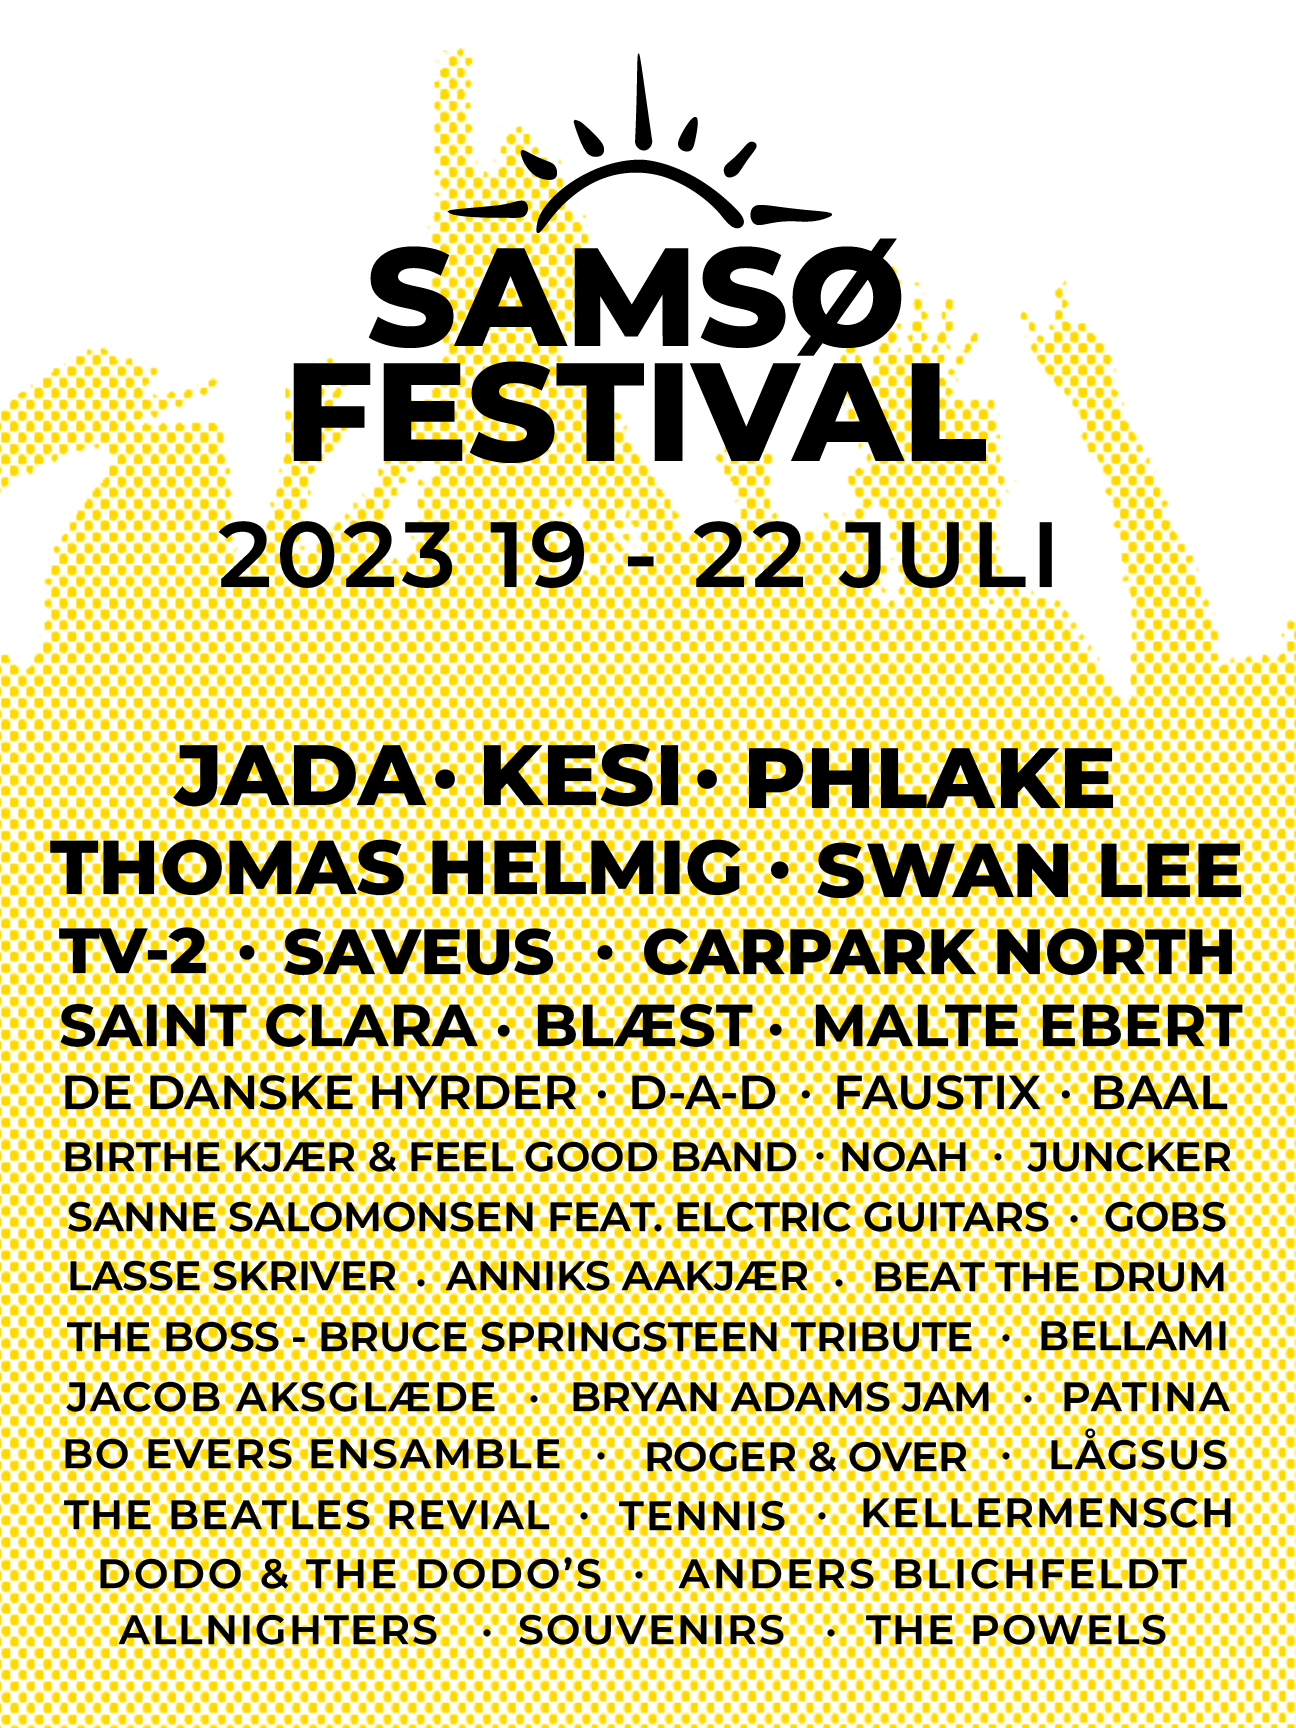 SAMSØ
FESTIVAL
2023 19 - 22 JULI
JADA · KESI · PHLAKE
THOMAS HELMIG · SWAN LEE
TV-2 · SAVEUS · CARPARK NORTH
SAINT CLARA · BLÆST · MALTE EBERT
DE DANSKE HYRDER · D-A-D · FAUSTIX · BAAL
BIRTHE KJÆR & FEEL GOOD BAND · NOAH · JUNCKER
SANNE SALOMONSEN FEAT. ELCTRIC GUITARS · GOBS
LASSE SKRIVER · ANNIKS AAKJÆR · BEAT THE DRUM
THE BOSS - BRUCE SPRINGSTEEN TRIBUTE · BELLAMI
JACOB AKSGLÆDE · BRYAN ADAMS JAM · PATINA
BO EVERS ENSAMBLE · ROGER & OVER · LÅGSUS
THE BEATLES REVIAL · TENNIS · KELLERMENSCH
DODO & THE DODO’S · ANDERS BLICHFELDT
ALLNIGHTERS · SOUVENIRS · THE POWELS